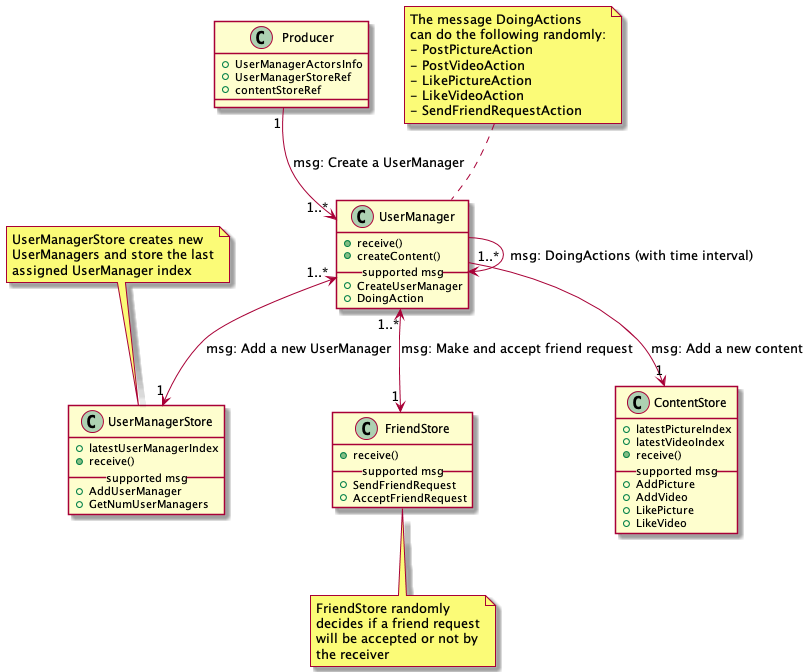 C Producer
UserManagerActorsInfo
UserManagerStoreRef
contentStoreRef
The message DoingActions
can do the following randomly:
- PostPictureAction
- PostVideoAction
- LikePictureAction
- LikeVideoAction
- SendFriendRequestAction
1
msg: Create a UserManager
1..*
C UserManager
receive()
createContent()
supported msg
CreateUserManager
DoingAction
1..*
msg: DoingActions (with time interval)
UserManagerStore creates new
UserManagers and store the last
assigned UserManager index
1..*
1..*
msg: Add a new UserManager
msg: Make and accept friend request
msg: Add a new content
1
1
1
C UserManagerStore
latestUserManagerIndex
receive()
supported msg
AddUserManager
GetNumUserManagers
C FriendStore
receive()
supported msg
SendFriendRequest
AcceptFriendRequest
C ContentStore
latestPictureIndex
latestVideoIndex
receive()
supported msg
AddPicture
AddVideo
LikePicture
LikeVideo
FriendStore randomly
decides if a friend request
will be accepted or not by
the receiver